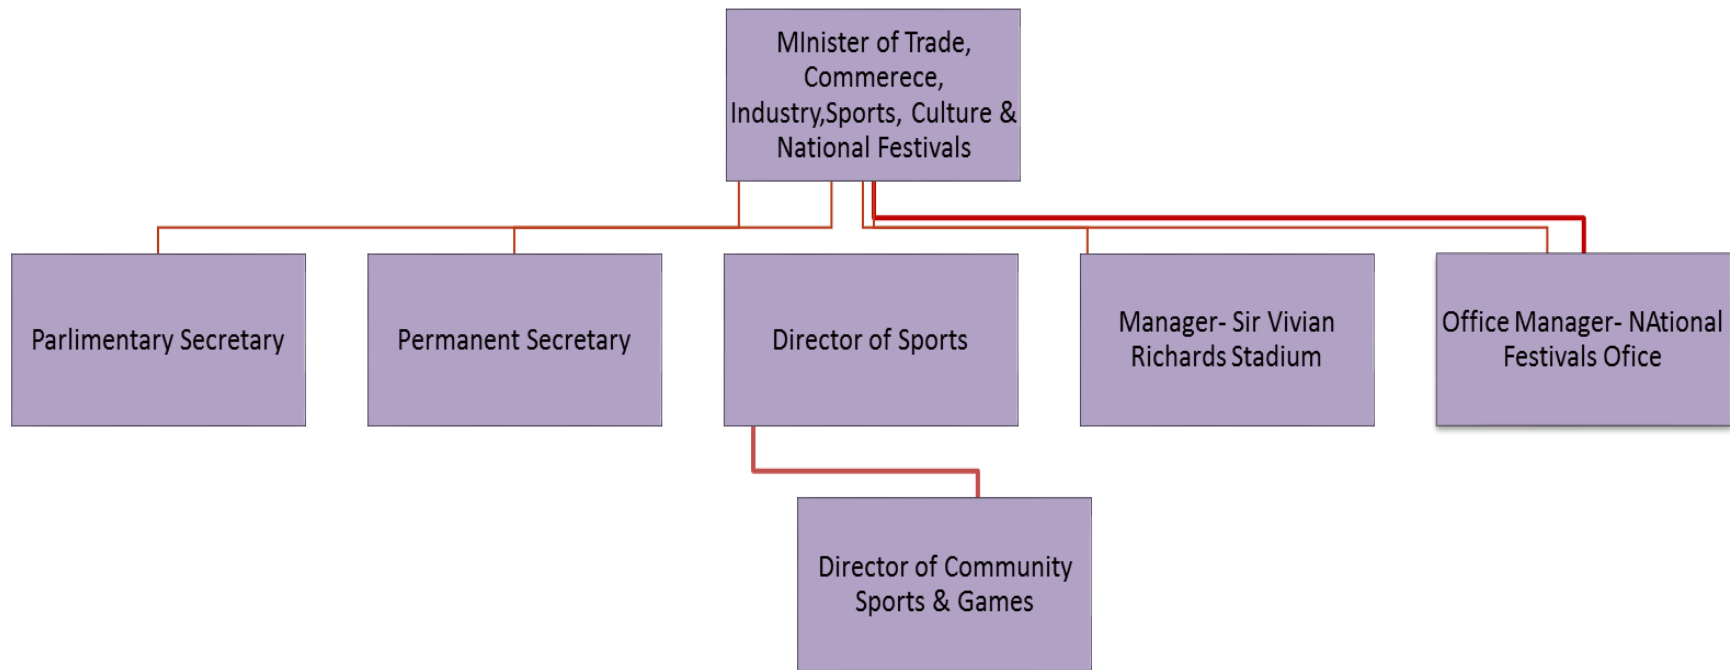 MInister of Trade,
Commerece,
Industry,Sports, Culture &
National Festivals
Parlimentary Secretary
Permanent Secretary
Director of Sports
Manager- Sir Vivian
Richards Stadium
Office Manager- NAtional
Festivals Ofice
Director of Community
Sports & Games